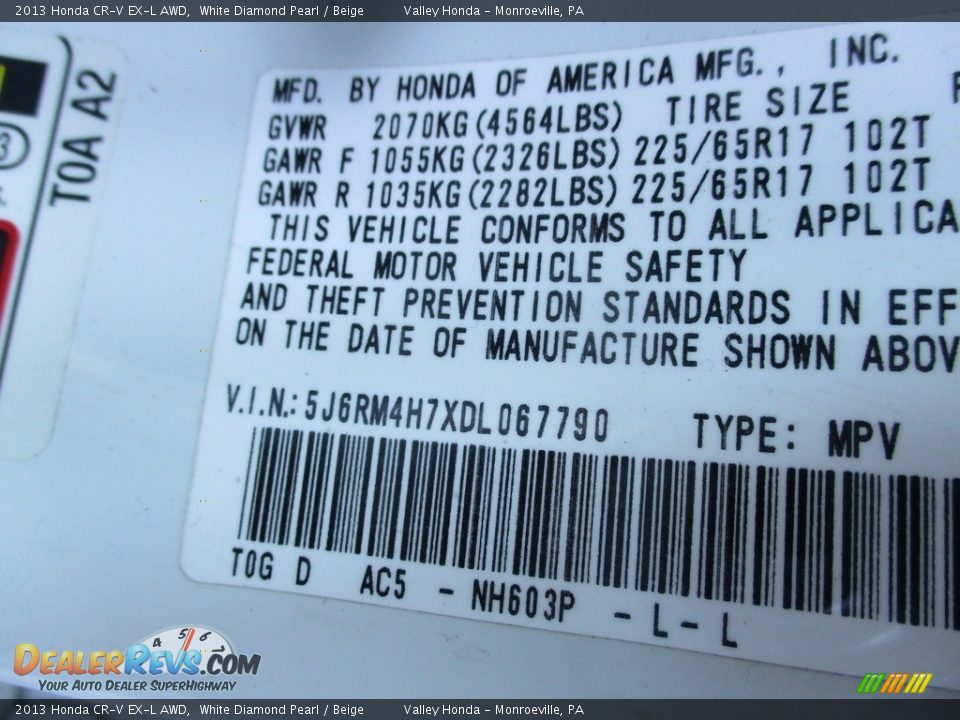 2013 Honda CR-V EX-L AWD, White Diamond Pearl / Beige Valley Honda - Monroeville, PA
3
T0A A2
MFD. BY HONDA OF AMERICA MFG., INC.
GVWR 2070KG(4564LBS) TIRE SIZE
GAWR F 1055KG(2326LBS) 225/65R17 102T
GAWR R 1035KG(2282LBS) 225/65R17 102T
THIS VEHICLE CONFORMS TO ALL APPLICA
FEDERAL MOTOR VEHICLE SAFETY
AND THEFT PREVENTION STANDARDS IN EFF
ON THE DATE OF MANUFACTURE SHOWN ABOV
V.I.N.: 5J6RM4H7XDL067790 TYPE: MPV
T0G D AC5 - NH603P - L - L
4 5 6
DEALERREVS.COM
YOUR AUTO DEALER SUPERHIGHWAY
2013 Honda CR-V EX-L AWD, White Diamond Pearl / Beige Valley Honda - Monroeville, PA